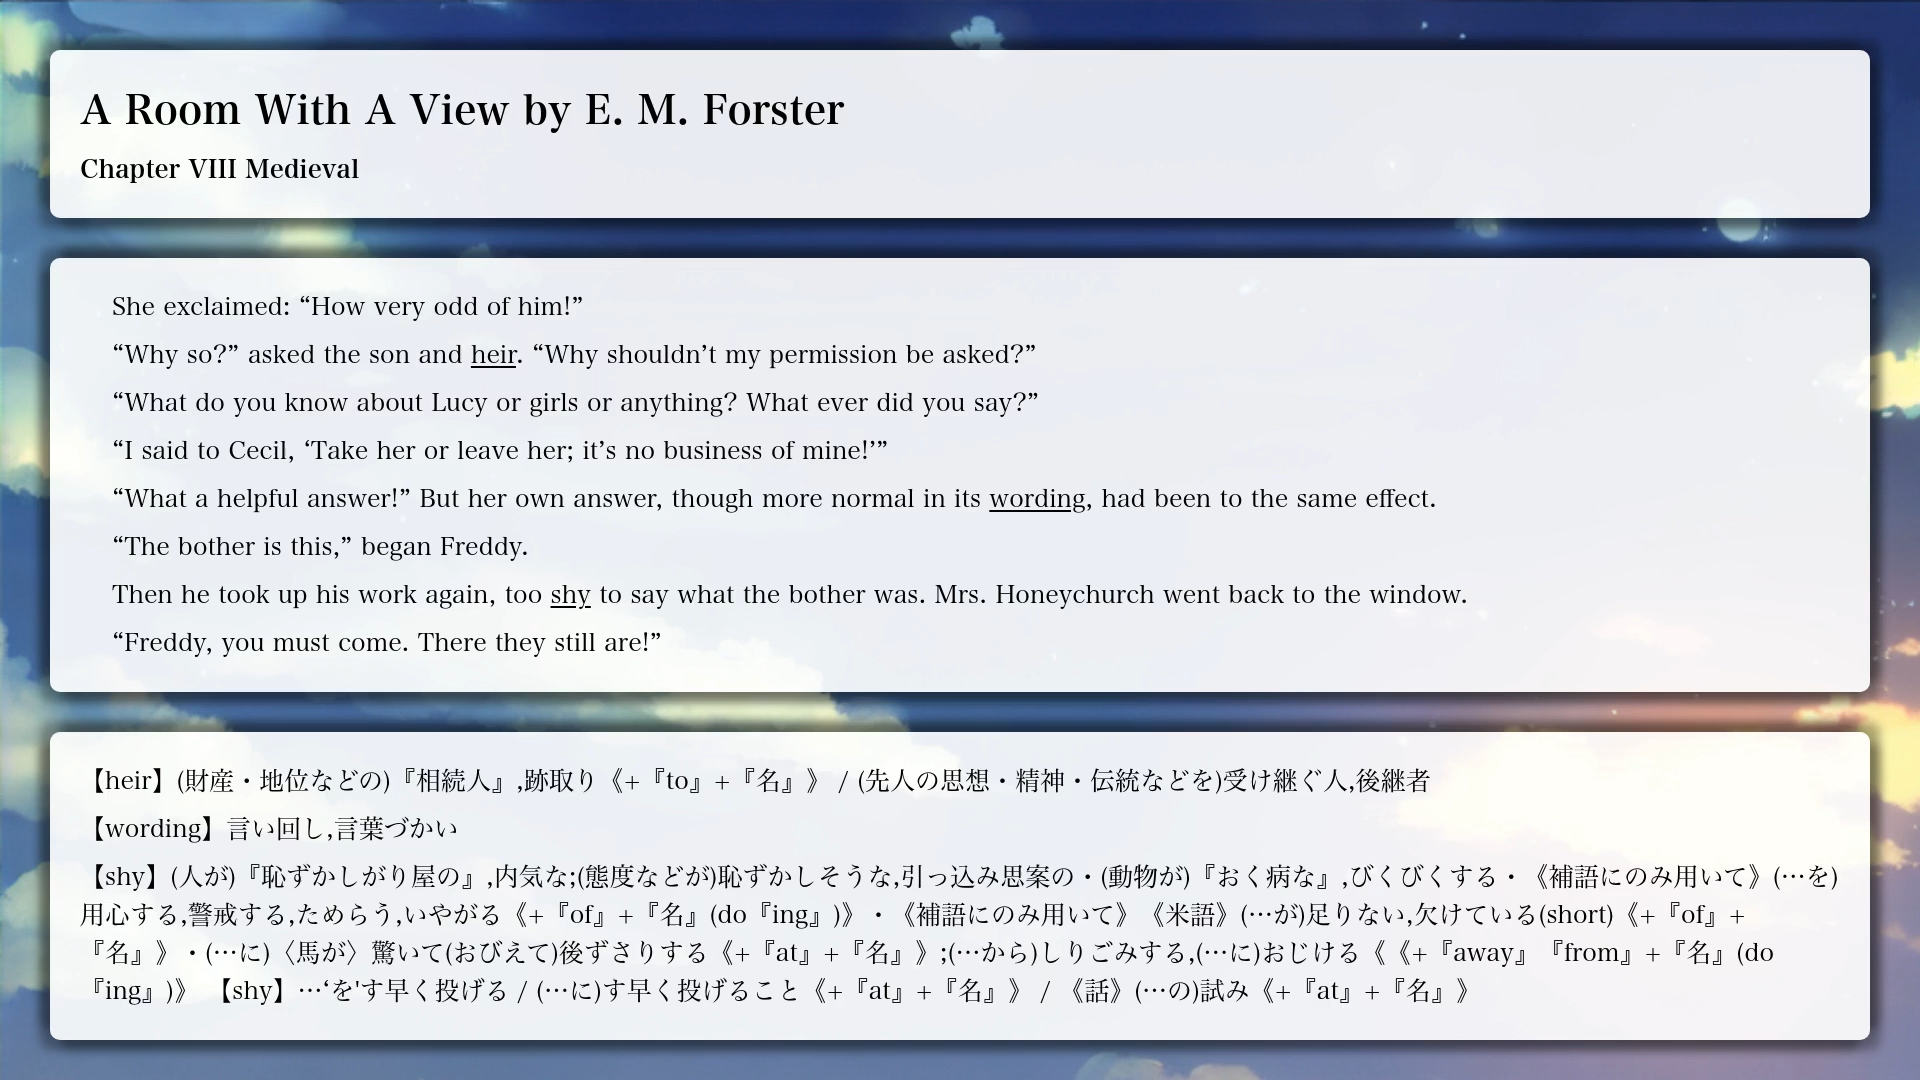 A Room With A View by E. M. Forster
Chapter VIII Medieval
She exclaimed: “How very odd of him!”
“Why so?” asked the son and heir. “Why shouldn’t my permission be asked?”
“What do you know about Lucy or girls or anything? What ever did you say?”
“I said to Cecil, ‘Take her or leave her; it’s no business of mine!’”
“What a helpful answer!” But her own answer, though more normal in its wording, had been to the same effect.
“The bother is this,” began Freddy.
Then he took up his work again, too shy to say what the bother was. Mrs. Honeychurch went back to the window.
“Freddy, you must come. There they still are!”
【heir】(財産・地位などの)『相続人』,跡取り《+『to』+『名』》 / (先人の思想・精神・伝統などを)受け継ぐ人,後継者
【wording】言い回し,言葉づかい
【shy】(人が)『恥ずかしがり屋の』,内気な;(態度などが)恥ずかしそうな,引っ込み思案の・(動物が)『おく病な』,びくびくする・《補語にのみ用いて》(…を)
用心する,警戒する,ためらう,いやがる《+『of』+『名』(do『ing』)》・《補語にのみ用いて》《米語》(…が)足りない,欠けている(short)《+『of』+
『名』》・(…に)〈馬が〉驚いて(おびえて)後ずさりする《+『at』+『名』》;(…から)しりごみする,(…に)おじける《《+『away』『from』+『名』(do
『ing』)》 【shy】…‘を'す早く投げる / (…に)す早く投げること《+『at』+『名』》 / 《話》(…の)試み《+『at』+『名』》